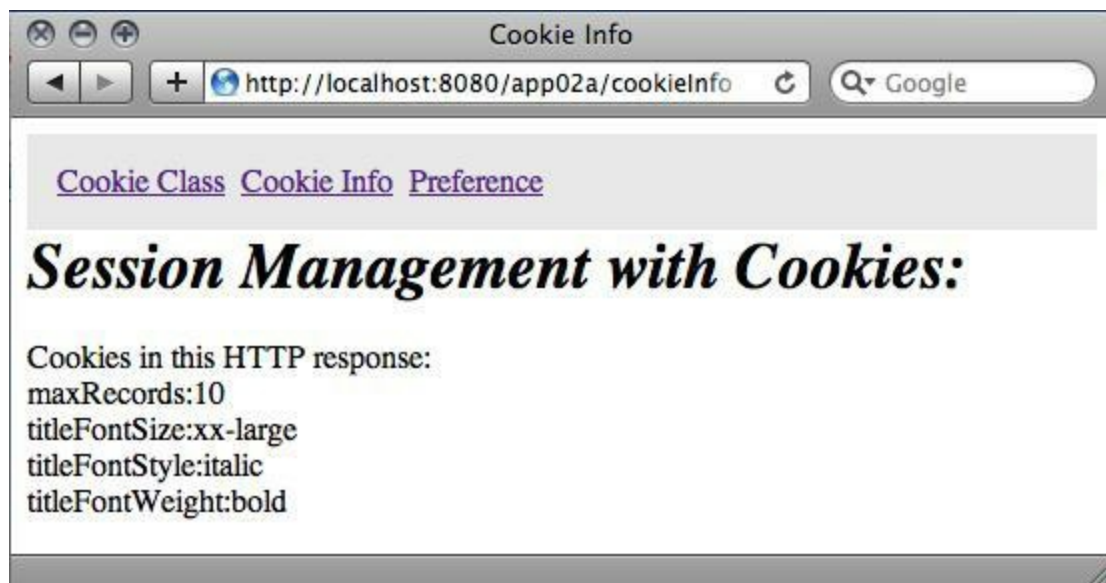 Cookie Info
http://localhost:8080/app02a/cookieInfo
Google
Cookie Class Cookie Info Preference
Session Management with Cookies:
Cookies in this HTTP response:
maxRecords:10
titleFontSize:xx-large
titleFontStyle:italic
titleFontWeight:bold